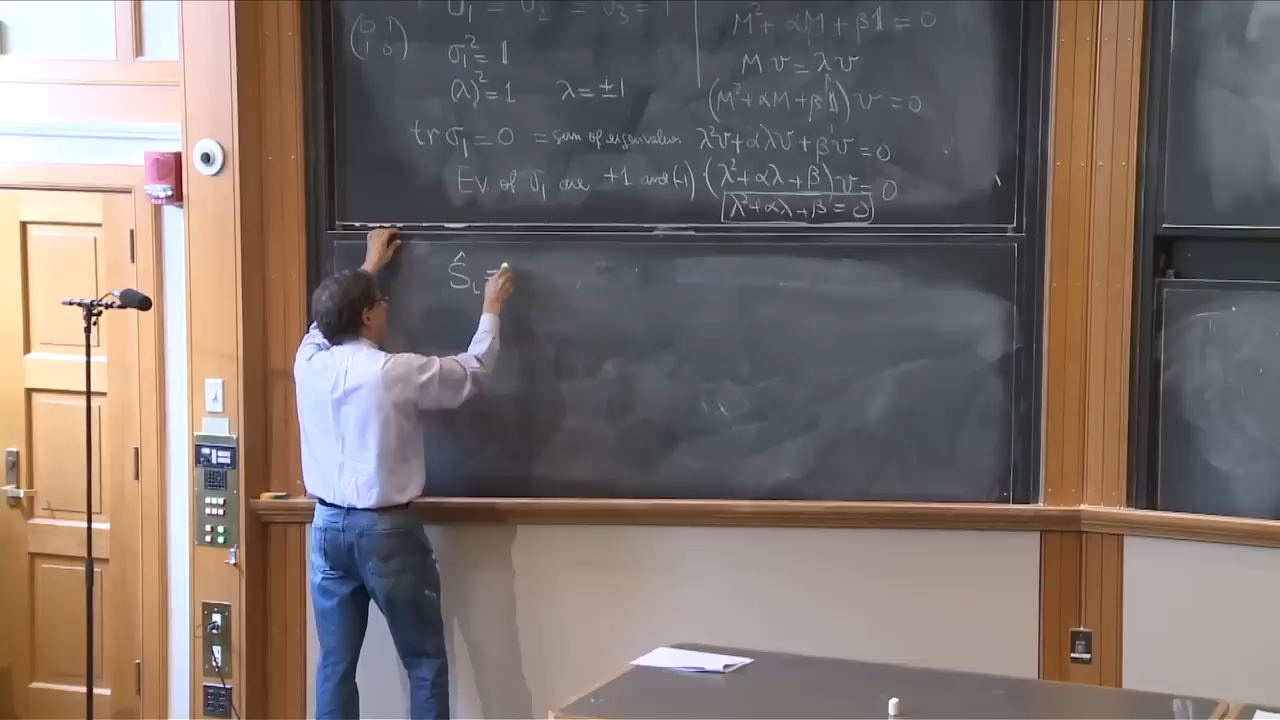 (0 1
1 0)
σ₁² = σ₂² = σ₃² = 1
σ₁² = 𝟙
(λ)² = 1 λ = ±1
tr σ₁ = 0 = sum of eigenvalues
Ev. of σ₁ are +1 and (-1)
M² + αM + β𝟙 = 0
M v = λv
(M² + αM + β𝟙) v = 0
λ²v + αλv + βv = 0
(λ² + αλ + β) v = 0
λ² + αλ + β = 0
Ŝᵢ =